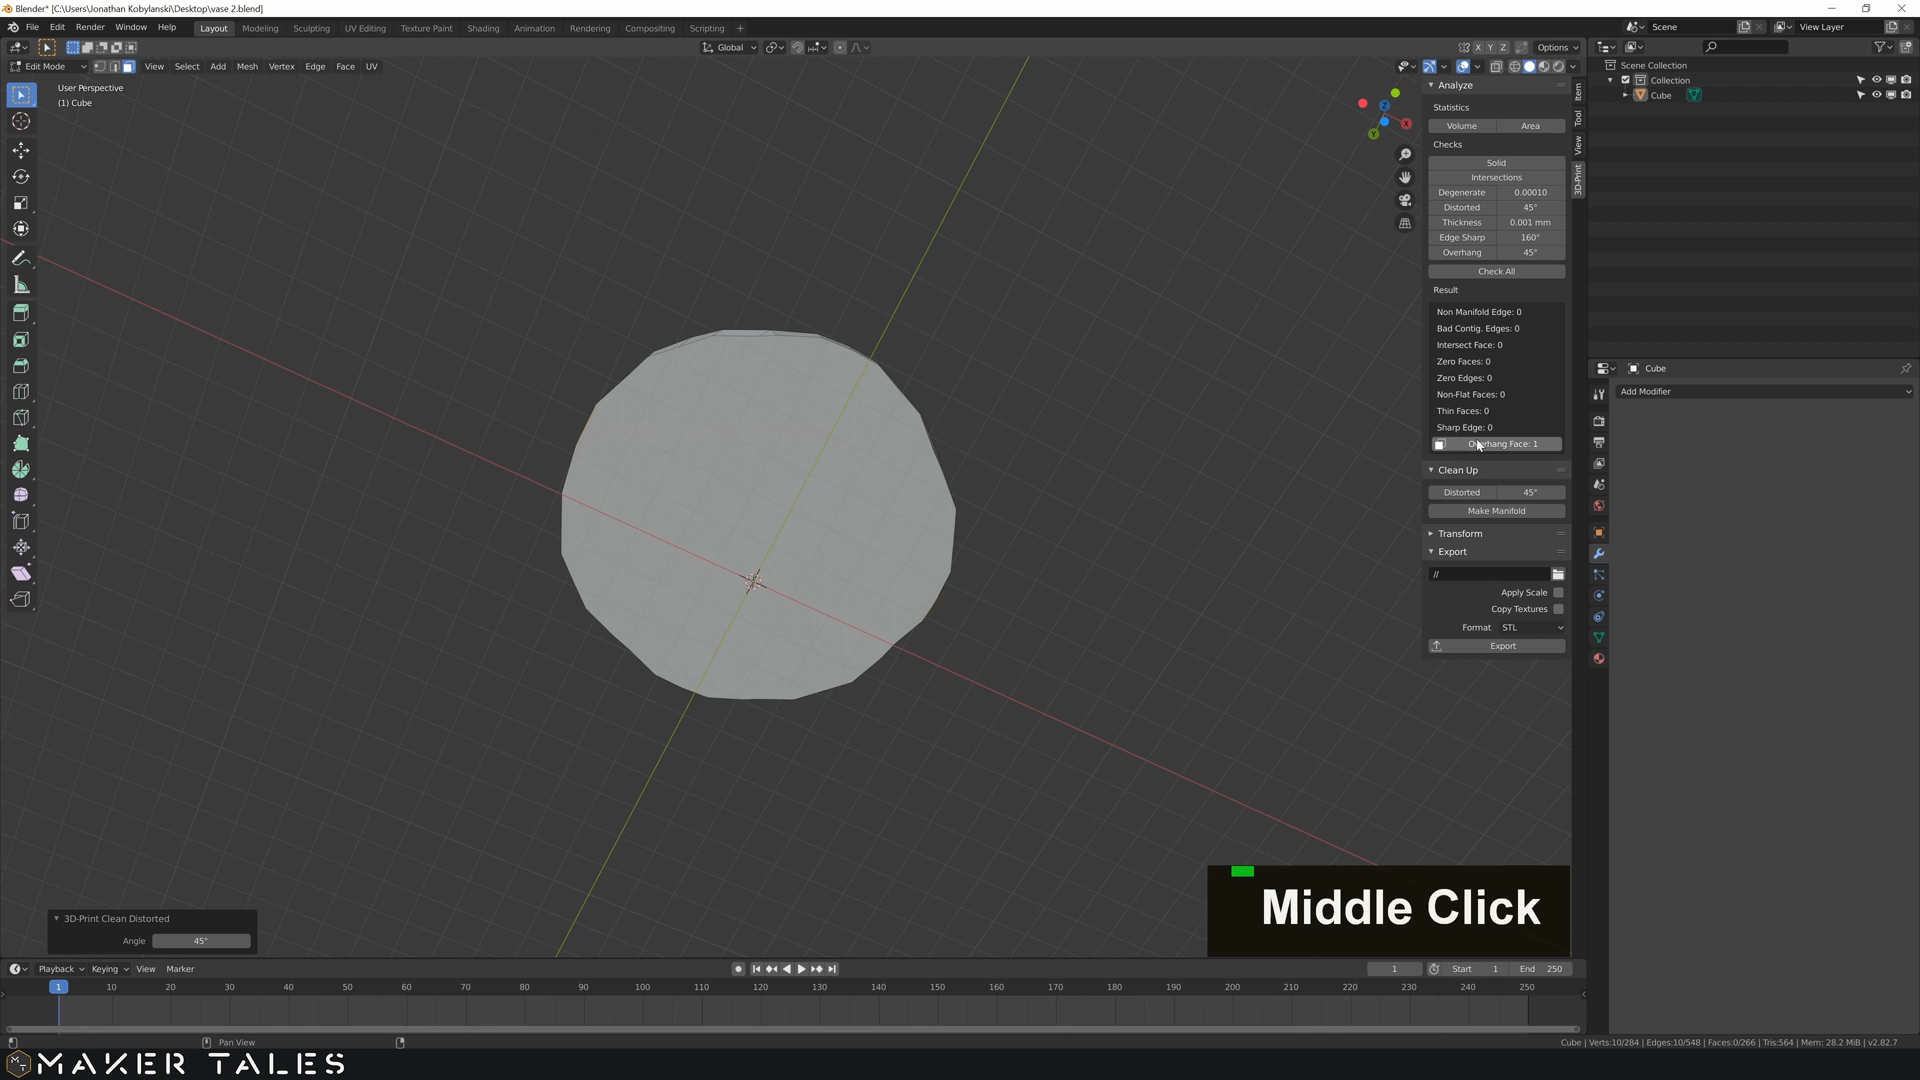 Blender* [C:\Users\Jonathan Kobylanski\Desktop\vase 2.blend]
File Edit Render Window Help
Layout Modeling Sculpting UV Editing Texture Paint Shading Animation Rendering Compositing Scripting +
Scene
View Layer
Global
X Y Z
Options
Edit Mode View Select Add Mesh Vertex Edge Face UV
User Perspective
(1) Cube
Z
X
Y
Analyze
Statistics
Volume Area
Checks
Solid
Intersections
Degenerate 0.00010
Distorted 45°
Thickness 0.001 mm
Edge Sharp 160°
Overhang 45°
Check All
Result
Non Manifold Edge: 0
Bad Contig. Edges: 0
Intersect Face: 0
Zero Faces: 0
Zero Edges: 0
Non-Flat Faces: 0
Thin Faces: 0
Sharp Edge: 0
Overhang Face: 1
Clean Up
Distorted 45°
Make Manifold
Transform
Export
//
Apply Scale
Copy Textures
Format STL
Export
Item
Tool
View
3D-Print
Scene Collection
Collection
Cube
Cube
Add Modifier
Middle Click
3D-Print Clean Distorted
Angle 45°
Playback Keying View Marker
1 Start 1 End 250
1 10 20 30 40 50 60 70 80 90 100 110 120 130 140 150 160 170 180 190 200 210 220 230 240 250
Pan View
Cube | Verts:10/284 | Edges:10/548 | Faces:0/266 | Tris:564 | Mem: 28.2 MiB | v2.82.7
MAKER TALES